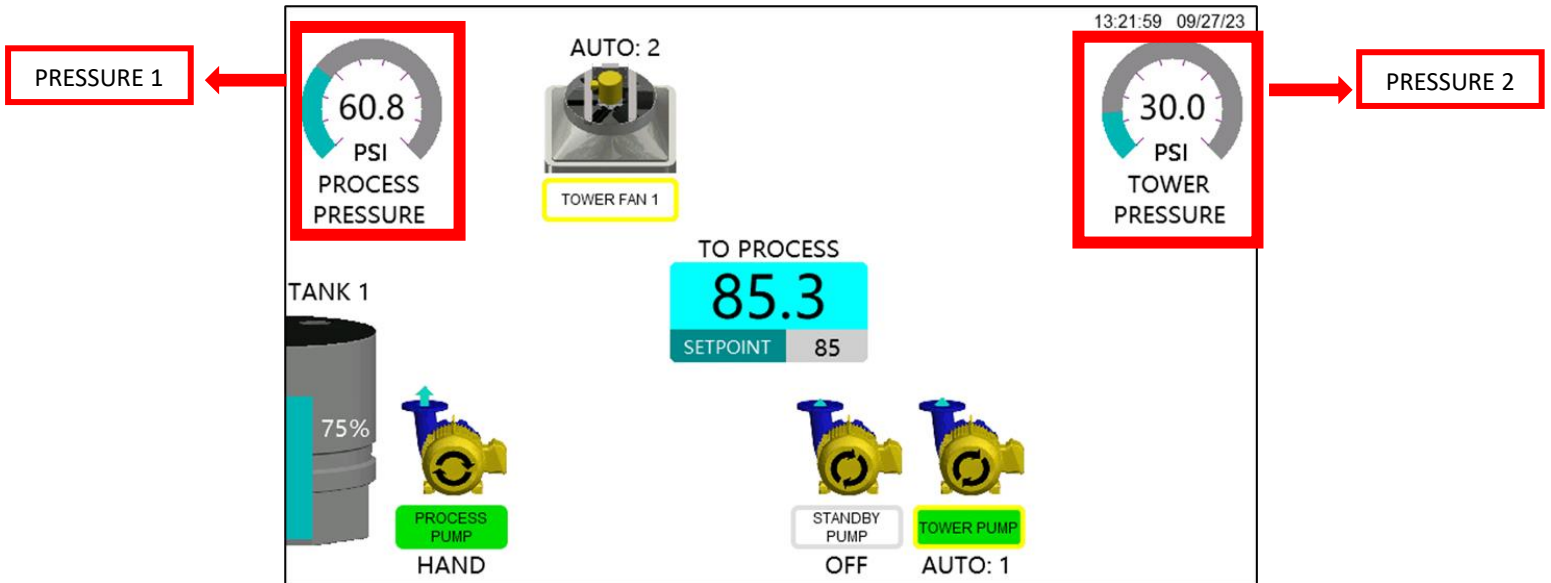 13:21:59 09/27/23
PRESSURE 1
60.8
PSI
PROCESS
PRESSURE
AUTO: 2
TOWER FAN 1
30.0
PSI
TOWER
PRESSURE
PRESSURE 2
TO PROCESS
85.3
SETPOINT 85
TANK 1
75%
PROCESS
PUMP
HAND
STANDBY
PUMP
OFF
TOWER PUMP
AUTO: 1